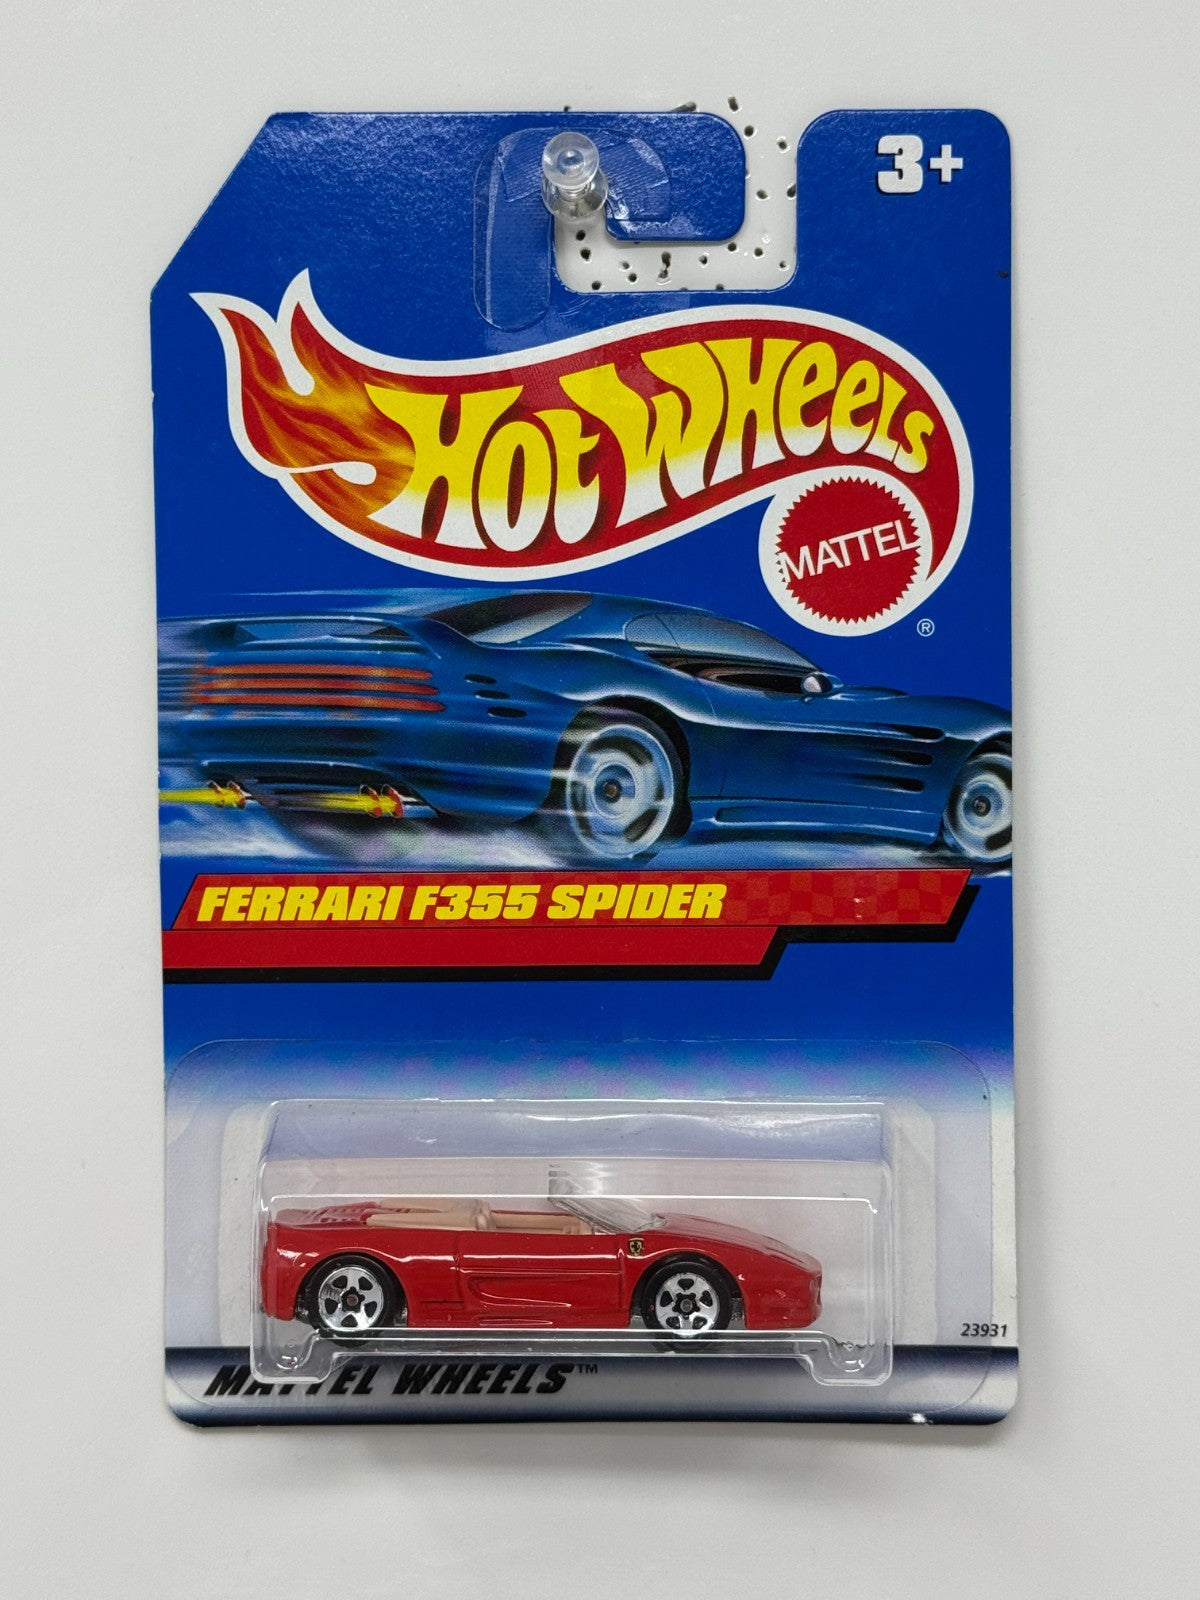 3+
HOT WHEELS
MATTEL
®
FERRARI F355 SPIDER
23931
MATTEL WHEELS™